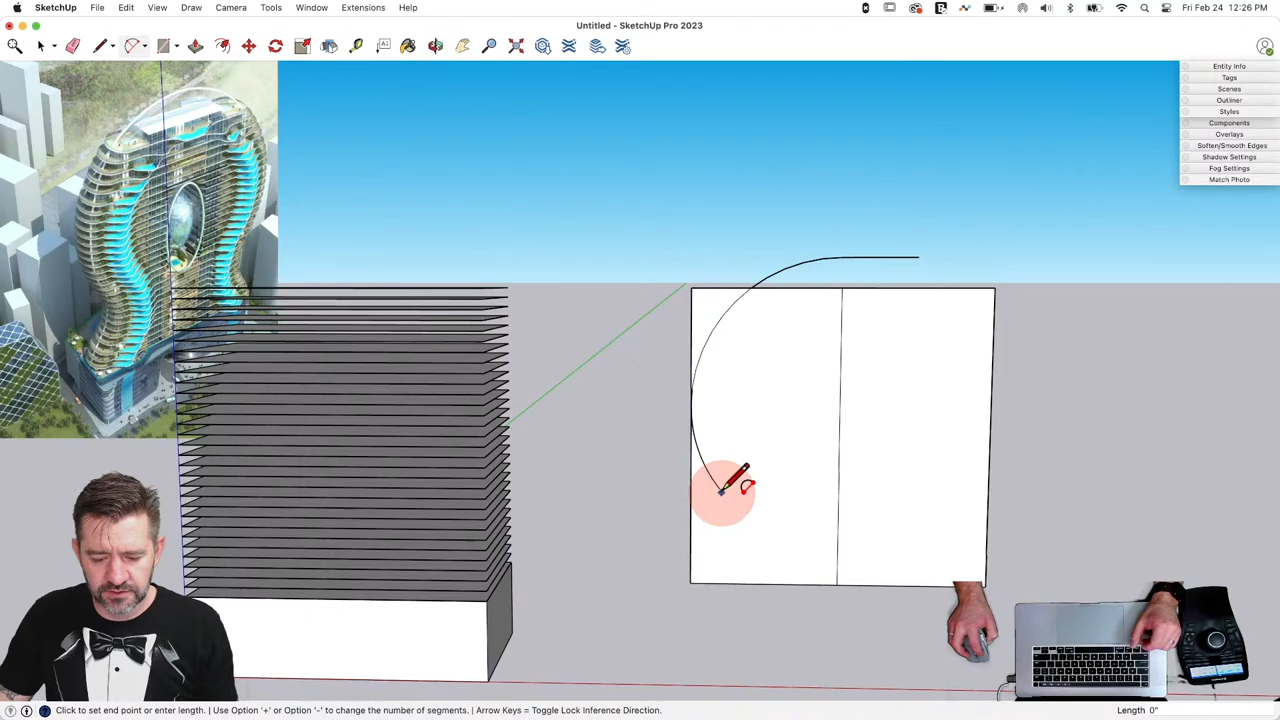 SketchUp File Edit View Draw Camera Tools Window Extensions Help Fri Feb 24 12:26 PM
Untitled - SketchUp Pro 2023
Entity Info
Tags
Scenes
Outliner
Styles
Components
Overlays
Soften/Smooth Edges
Shadow Settings
Fog Settings
Match Photo
Click to set end point or enter length. | Use Option '+' or Option '-' to change the number of segments. | Arrow Keys = Toggle Lock Inference Direction. Length 0"